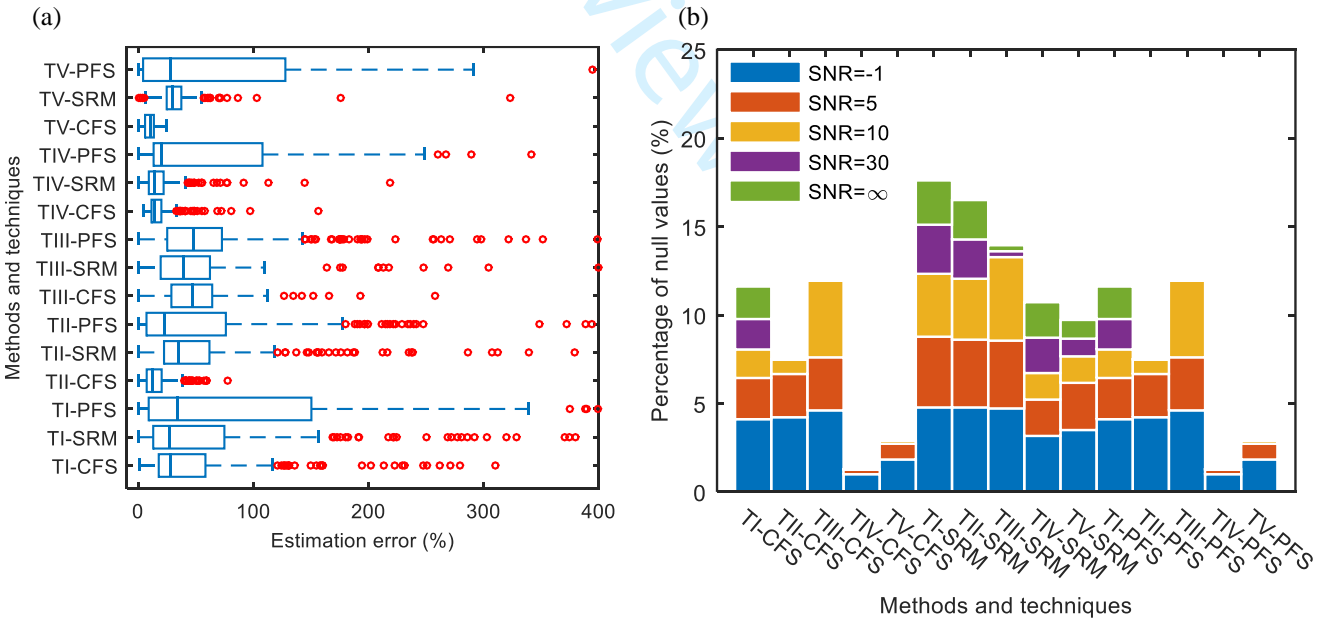 (a)
view
Methods and techniques
TV-PFS
TV-SRM
TV-CFS
TIV-PFS
TIV-SRM
TIV-CFS
TIII-PFS
TIII-SRM
TIII-CFS
TII-PFS
TII-SRM
TII-CFS
TI-PFS
TI-SRM
TI-CFS
0 100 200 300 400
Estimation error (%)
(b)
Percentage of null values (%)
25
20
15
10
5
0
SNR=-1
SNR=5
SNR=10
SNR=30
SNR=∞
TI-CFS
TII-CFS
TIII-CFS
TIV-CFS
TV-CFS
TI-SRM
TII-SRM
TIII-SRM
TIV-SRM
TV-SRM
TI-PFS
TII-PFS
TIII-PFS
TIV-PFS
TV-PFS
Methods and techniques